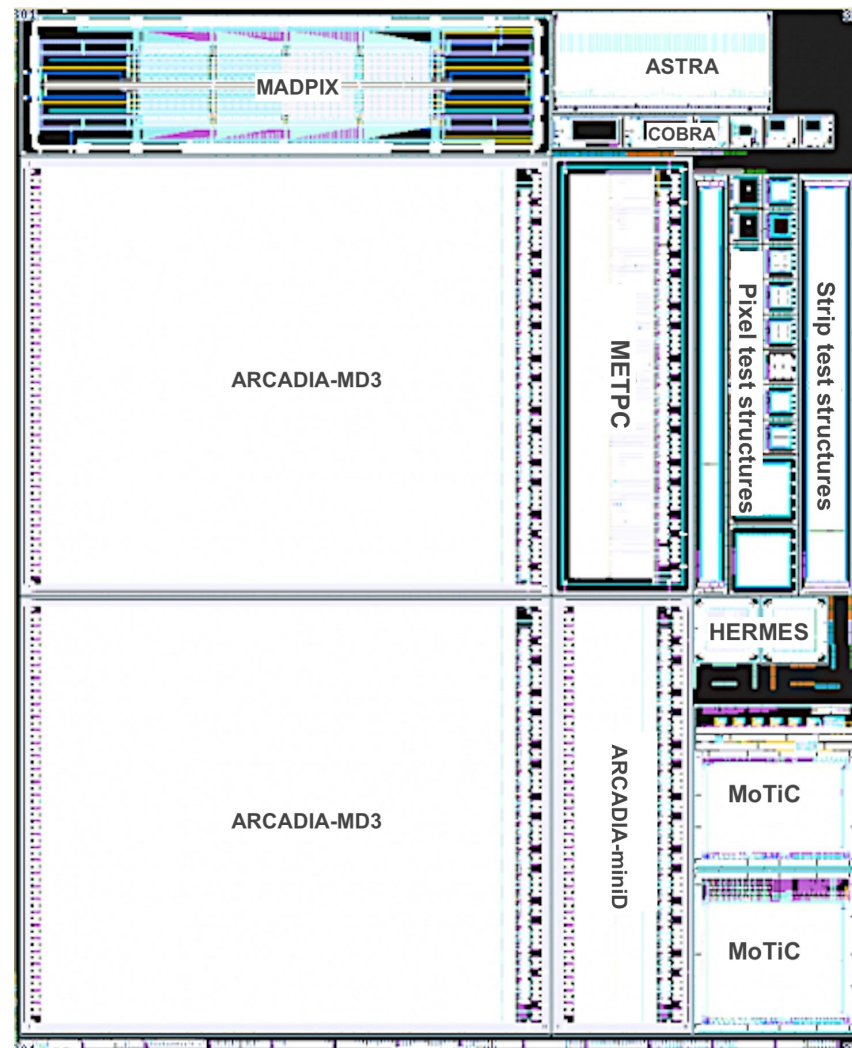 MADPIX
ASTRA
COBRA
ARCADIA-MD3
METPC
Pixel test structures
Strip test structures
HERMES
ARCADIA-MD3
ARCADIA-miniD
MoTiC
MoTiC